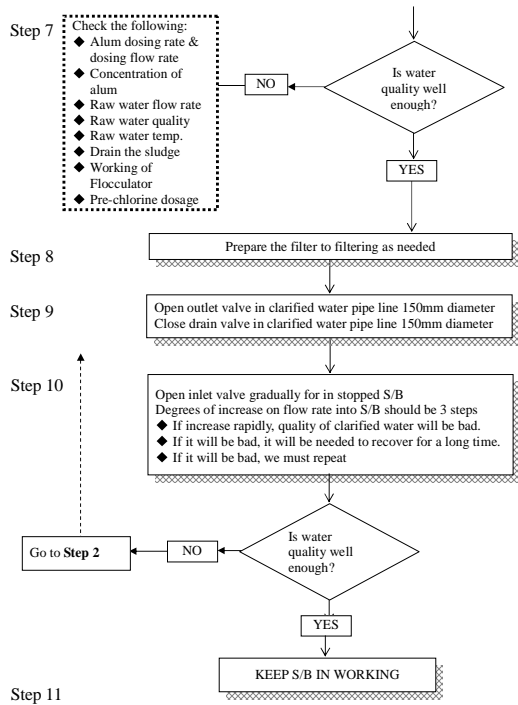 Step 7
Check the following:
◆ Alum dosing rate &
dosing flow rate
◆ Concentration of
alum
◆ Raw water flow rate
◆ Raw water quality
◆ Raw water temp.
◆ Drain the sludge
◆ Working of
Flocculator
◆ Pre-chlorine dosage
NO
Is water
quality well
enough?
YES
Step 8
Prepare the filter to filtering as needed
Step 9
Open outlet valve in clarified water pipe line 150mm diameter
Close drain valve in clarified water pipe line 150mm diameter
Step 10
Open inlet valve gradually for in stopped S/B
Degrees of increase on flow rate into S/B should be 3 steps
◆ If increase rapidly, quality of clarified water will be bad.
◆ If it will be bad, it will be needed to recover for a long time.
◆ If it will be bad, we must repeat
Go to Step 2
NO
Is water
quality well
enough?
YES
KEEP S/B IN WORKING
Step 11